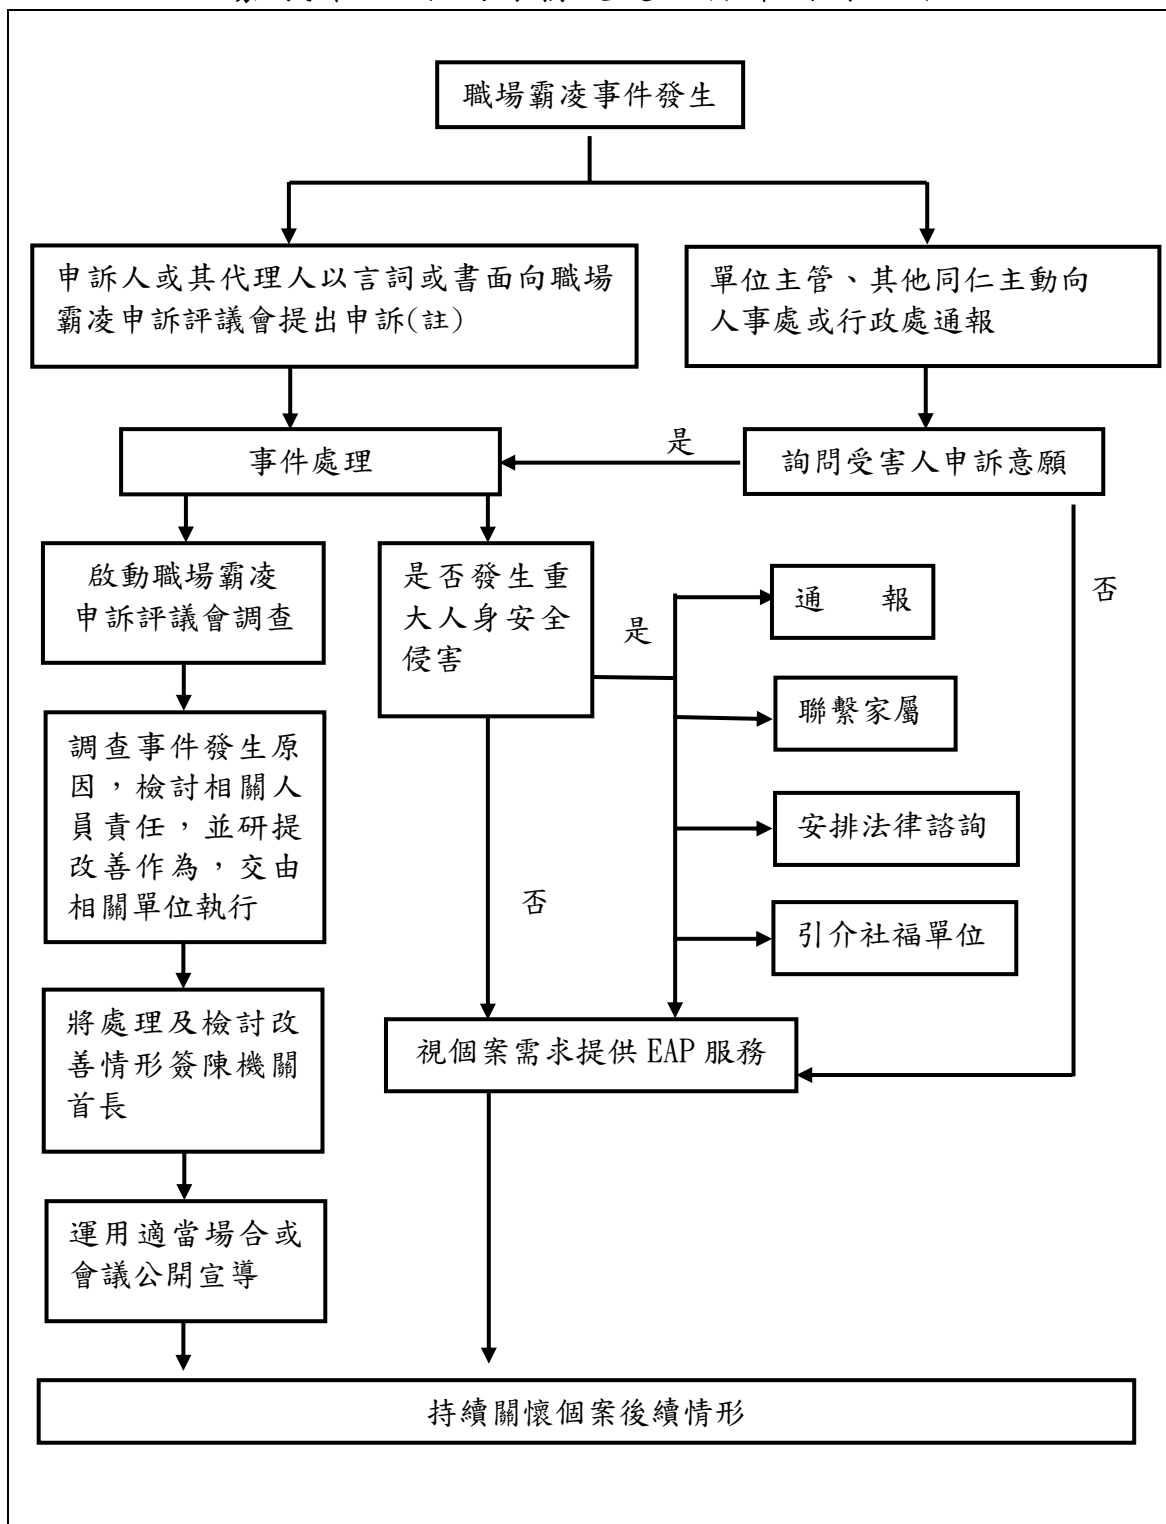 職場霸凌事件發生
申訴人或其代理人以言詞或書面向職場
霸凌申訴評議會提出申訴(註)
單位主管、其他同仁主動向
人事處或行政處通報
事件處理
是
詢問受害人申訴意願
啟動職場霸凌
申訴評議會調查
是否發生重
大人身安全
侵害
是
通 報
否
聯繫家屬
調查事件發生原
因，檢討相關人
員責任，並研提
改善作為，交由
相關單位執行
安排法律諮詢
否
引介社福單位
將處理及檢討改
善情形簽陳機關
首長
視個案需求提供 EAP 服務
運用適當場合或
會議公開宣導
持續關懷個案後續情形